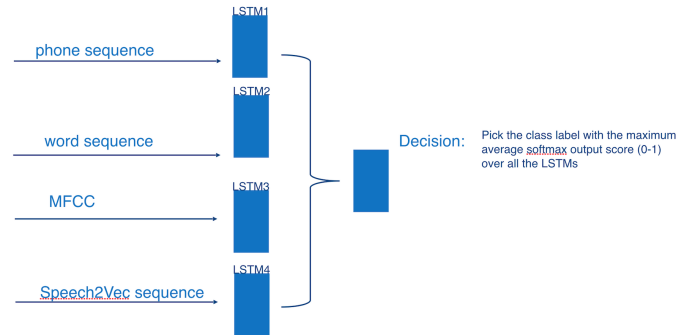 LSTM1
phone sequence
LSTM2
word sequence
LSTM3
MFCC
LSTM4
Speech2Vec sequence
Decision:
Pick the class label with the maximum
average softmax output score (0-1)
over all the LSTMs